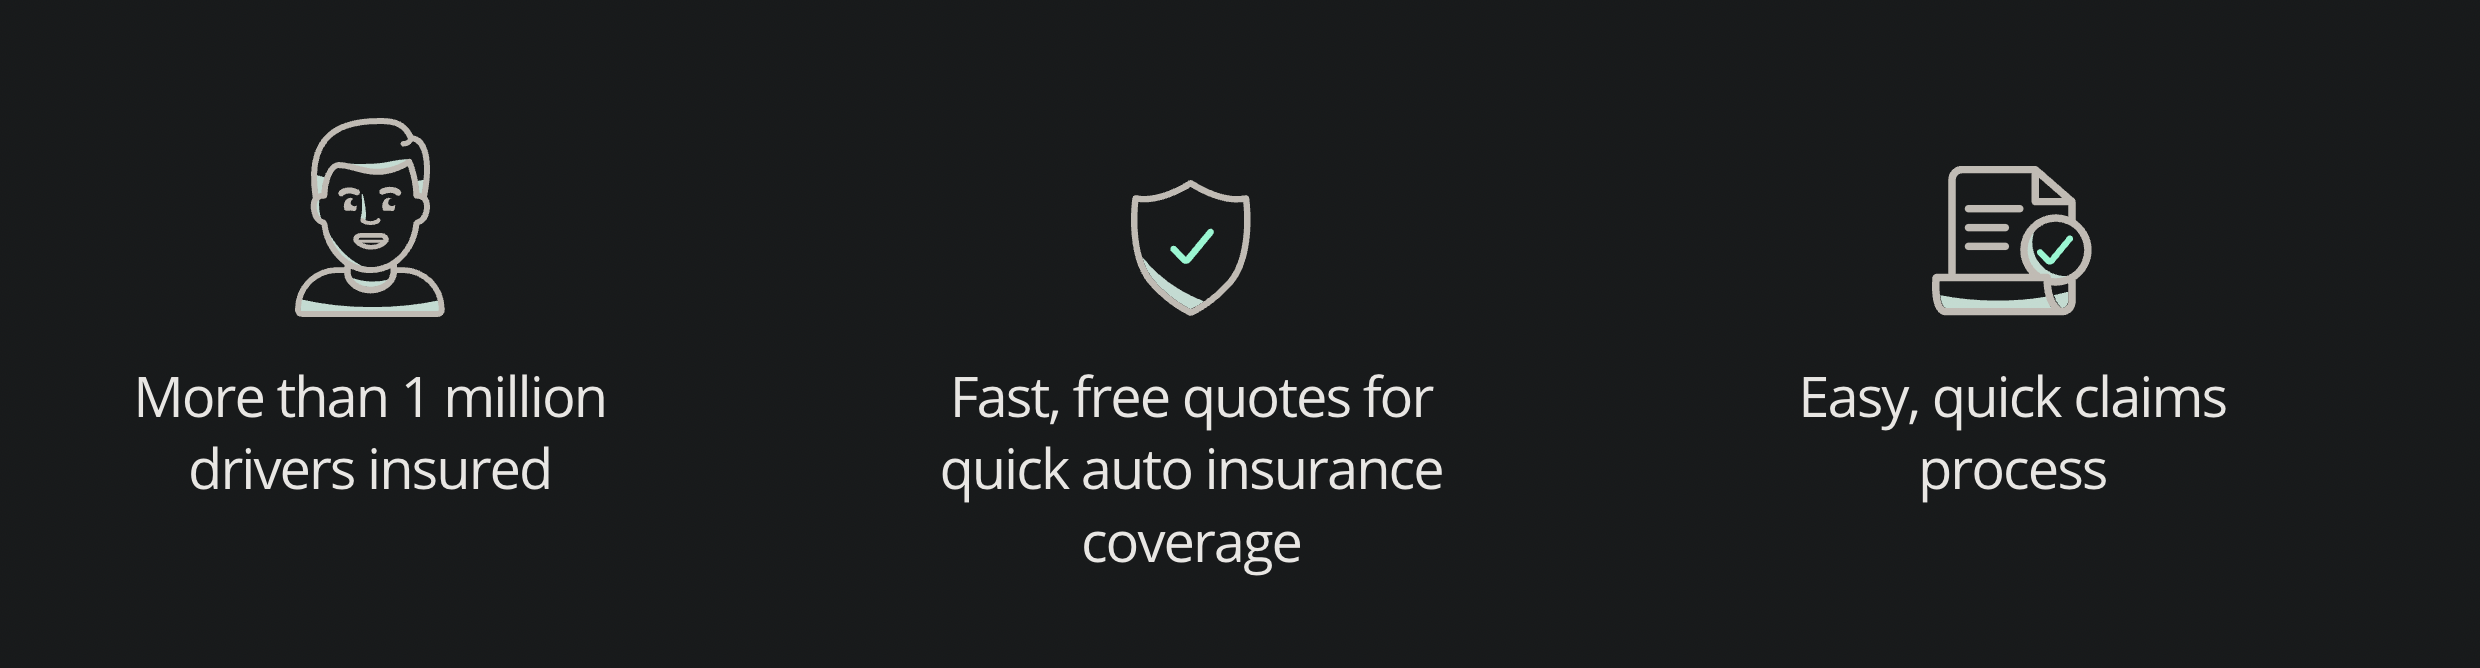 More than 1 million
drivers insured
Fast, free quotes for
quick auto insurance
coverage
Easy, quick claims
process